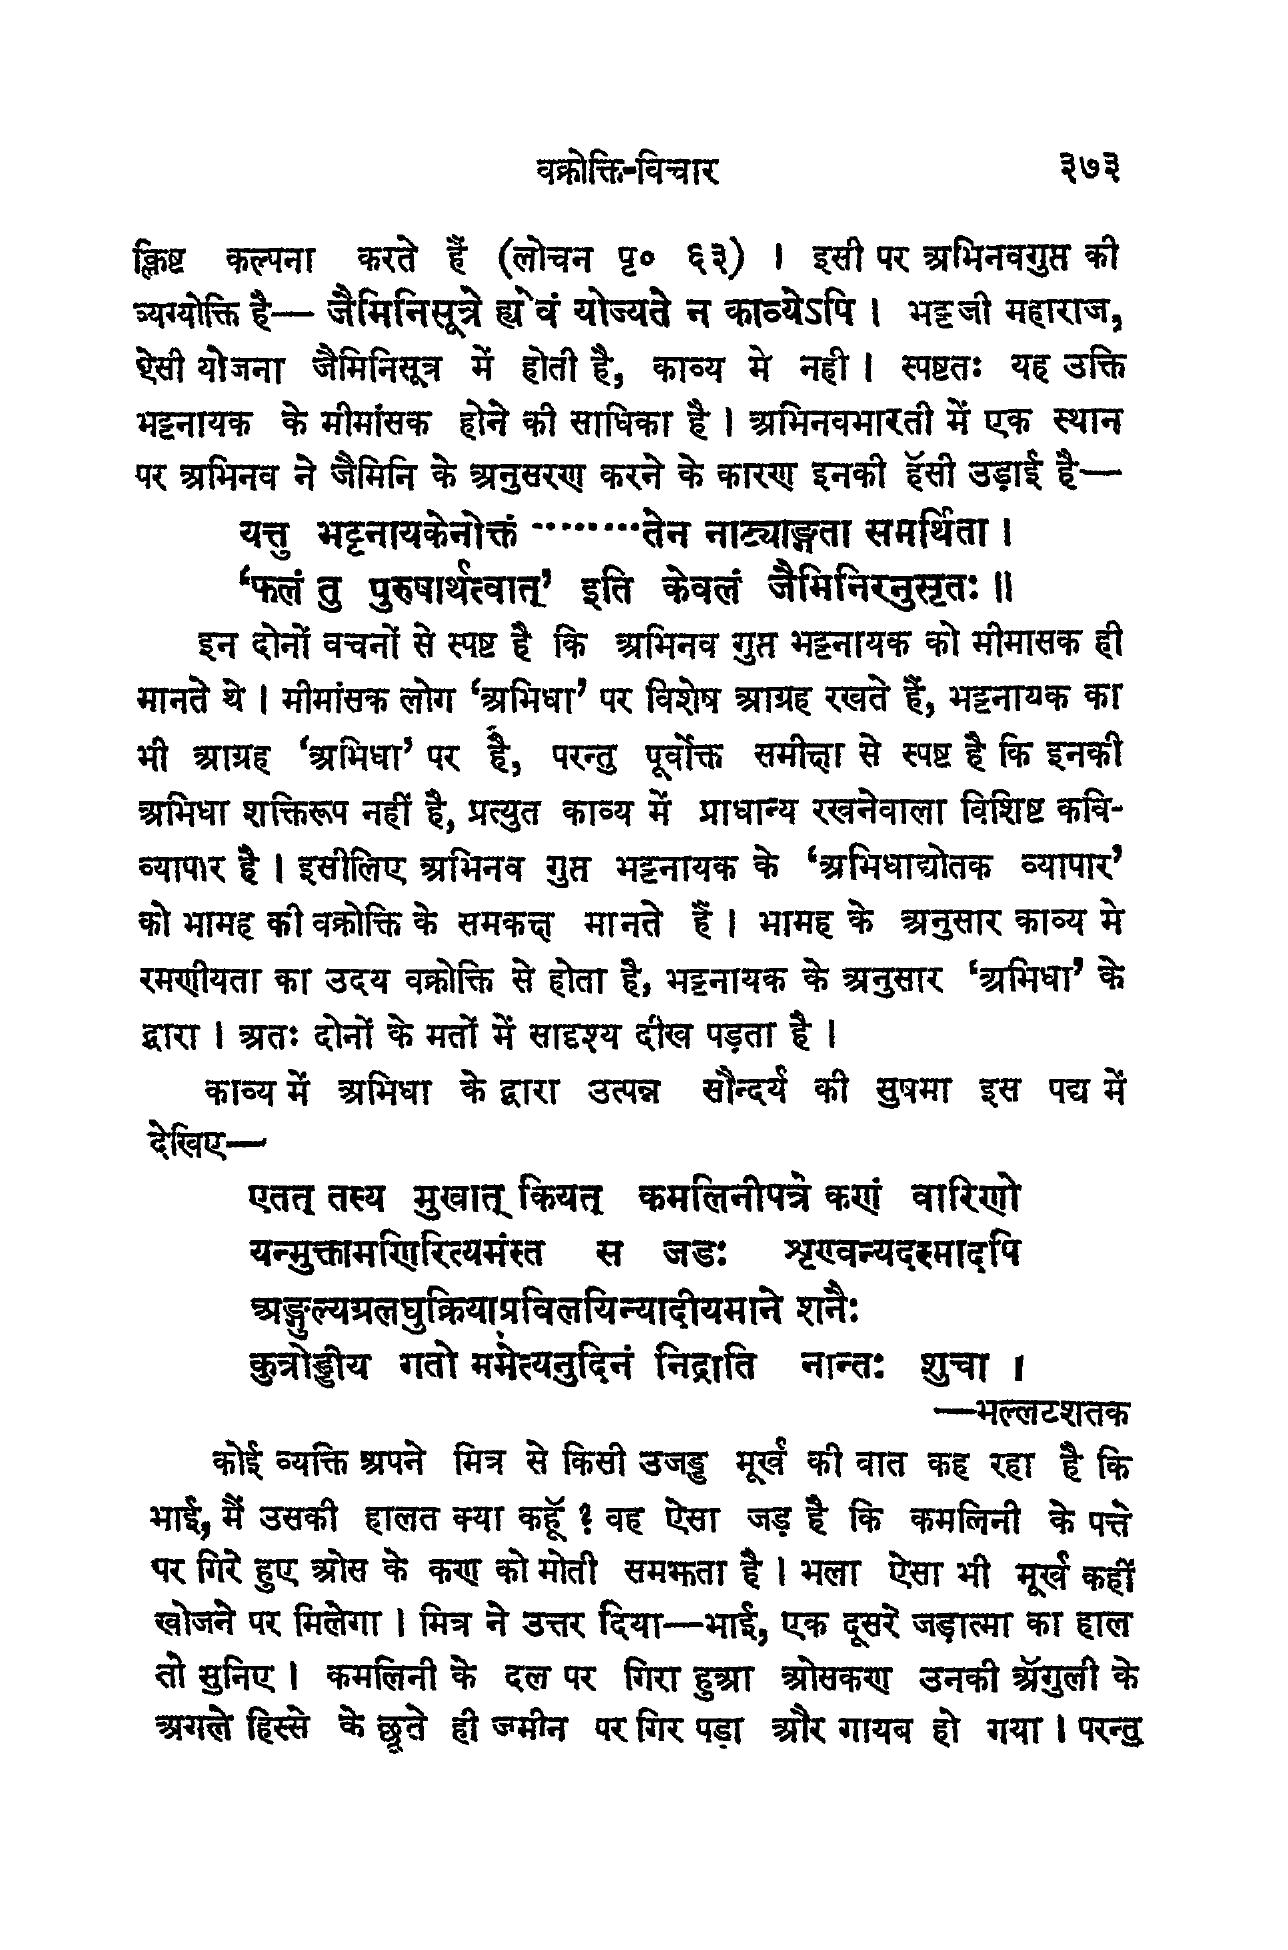 वक्रोक्ति-विचार ३७३
क्लिष्ट कल्पना करते हैं (लोचन पृ० ६३) । इसी पर अभिनवगुप्त की
व्यग्योक्ति है— जैमिनिसूत्रे ह्येवं योज्यते न काव्येऽपि । भट्टजी महाराज,
ऐसी योजना जैमिनिसूत्र में होती है, काव्य मे नही । स्पष्टतः यह उक्ति
भट्टनायक के मीमांसक होने की साधिका है । अभिनवभारती में एक स्थान
पर अभिनव ने जैमिनि के अनुसरण करने के कारण इनकी हॅसी उड़ाई है—
यत्तु भट्टनायकेनोक्तं ········तेन नाट्याङ्गता समर्थिता ।
‘फलं तु पुरुषार्थत्वात्’ इति केवलं जैमिनिरनुसृतः ॥
इन दोनों वचनों से स्पष्ट है कि अभिनव गुप्त भट्टनायक को मीमासक ही
मानते थे । मीमांसक लोग ‘अभिधा’ पर विशेष आग्रह रखते हैं, भट्टनायक का
भी आग्रह ‘अभिधा’ पर है, परन्तु पूर्वोक्त समीक्षा से स्पष्ट है कि इनकी
अभिधा शक्तिरूप नहीं है, प्रत्युत काव्य में प्राधान्य रखनेवाला विशिष्ट कवि-
व्यापार है । इसीलिए अभिनव गुप्त भट्टनायक के ‘अभिधाद्योतक व्यापार’
को भामह की वक्रोक्ति के समकक्ष मानते हैं । भामह के अनुसार काव्य मे
रमणीयता का उदय वक्रोक्ति से होता है, भट्टनायक के अनुसार ‘अभिधा’ के
द्वारा । अतः दोनों के मतों में सादृश्य दीख पड़ता है ।
काव्य में अभिधा के द्वारा उत्पन्न सौन्दर्य की सुषमा इस पद्य में
देखिए—
एतत् तस्य मुखात् कियत् कमलिनीपत्रे कणं वारिणो
यन्मुक्तामणिरित्यमंस्त स जडः शृण्वन्यदस्मादपि
अङ्गुल्यग्रलघुक्रियाप्रविलयिन्यादीयमाने शनैः
कुत्रोड्डीय गतो ममेत्यनुदिनं निद्राति नान्तः शुचा ।
—भल्लटशतक
कोई व्यक्ति अपने मित्र से किसी उजड्ड मूर्ख की वात कह रहा है कि
भाई, मैं उसकी हालत क्या कहूॅ ? वह ऐसा जड़ है कि कमलिनी के पत्ते
पर गिरे हुए ओस के कण को मोती समझता है । भला ऐसा भी मूर्ख कहीं
खोजने पर मिलेगा । मित्र ने उत्तर दिया—भाई, एक दूसरे जड़ात्मा का हाल
तो सुनिए । कमलिनी के दल पर गिरा हुआ ओसकण उनकी ॲगुली के
अगले हिस्से के छूते ही जमीन पर गिर पड़ा और गायब हो गया । परन्तु